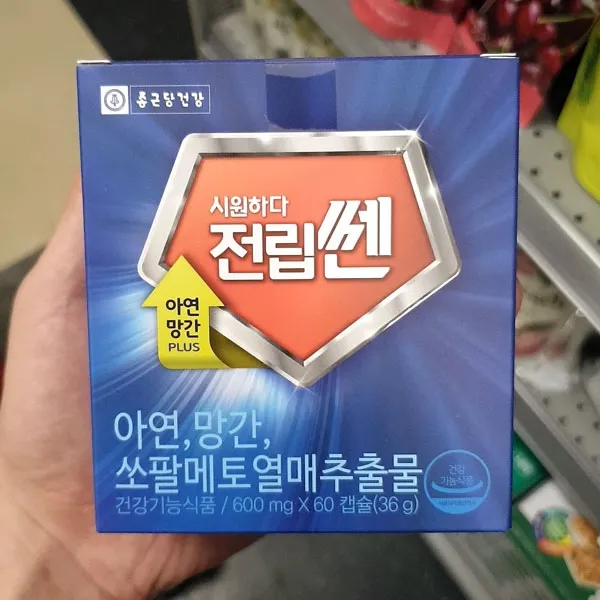 종근당건강
시원하다
전립쎈
아연
망간
PLUS
아연, 망간,
쏘팔메토열매추출물
건강기능식품 / 600 mg X 60 캡슐(36 g)
건강
기능식품